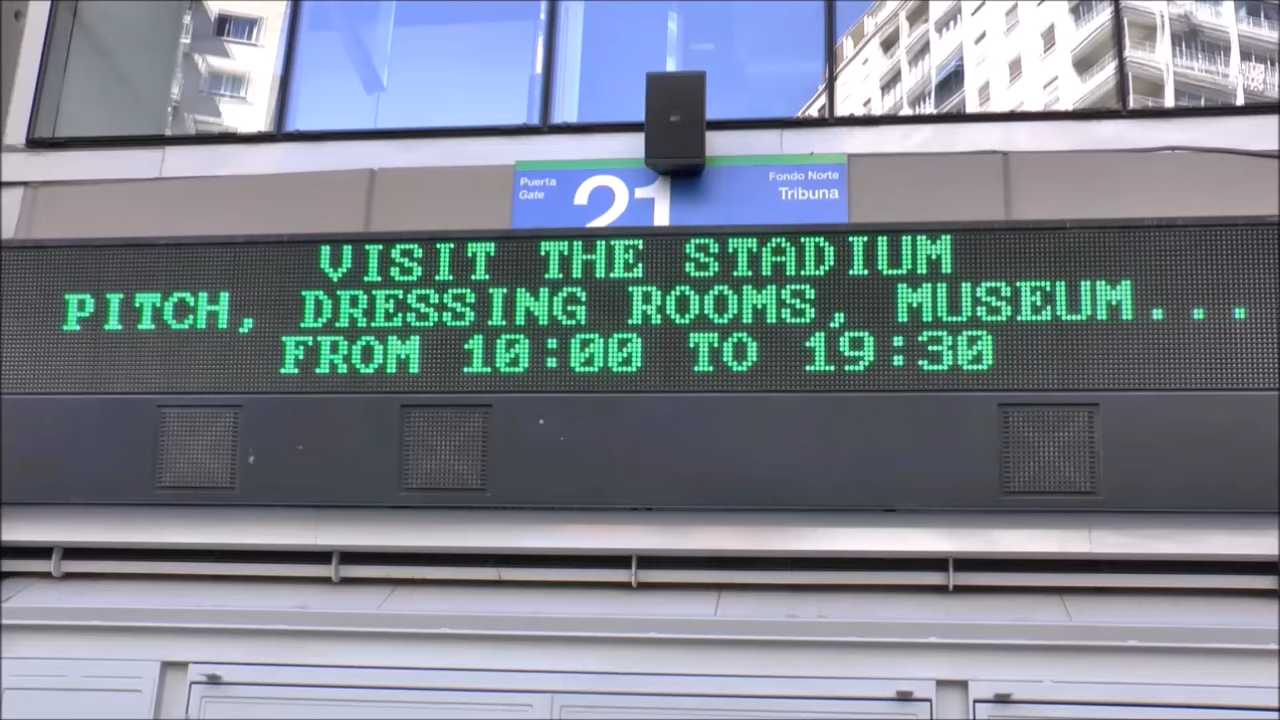 Puerta
Gate
21
Fondo Norte
Tribuna
VISIT THE STADIUM
PITCH, DRESSING ROOMS, MUSEUM...
FROM 10:00 TO 19:30